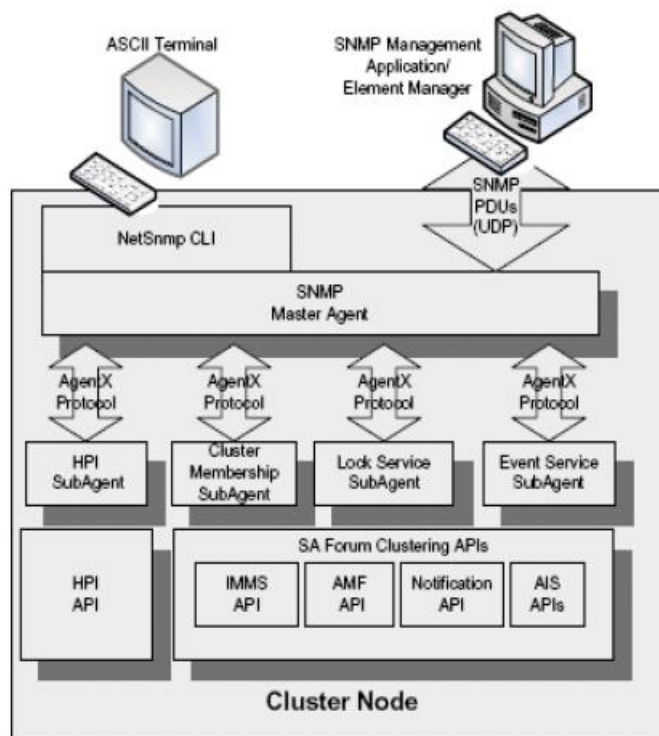 ASCII Terminal
SNMP Management
Application/
Element Manager
SNMP
PDUs
(UDP)
NetSnmp CLI
SNMP
Master Agent
AgentX
Protocol
AgentX
Protocol
AgentX
Protocol
AgentX
Protocol
HPI
SubAgent
Cluster
Membership
SubAgent
Lock Service
SubAgent
Event Service
SubAgent
HPI
API
SA Forum Clustering APIs
IMMS
API
AMF
API
Notification
API
AIS
APIs
Cluster Node